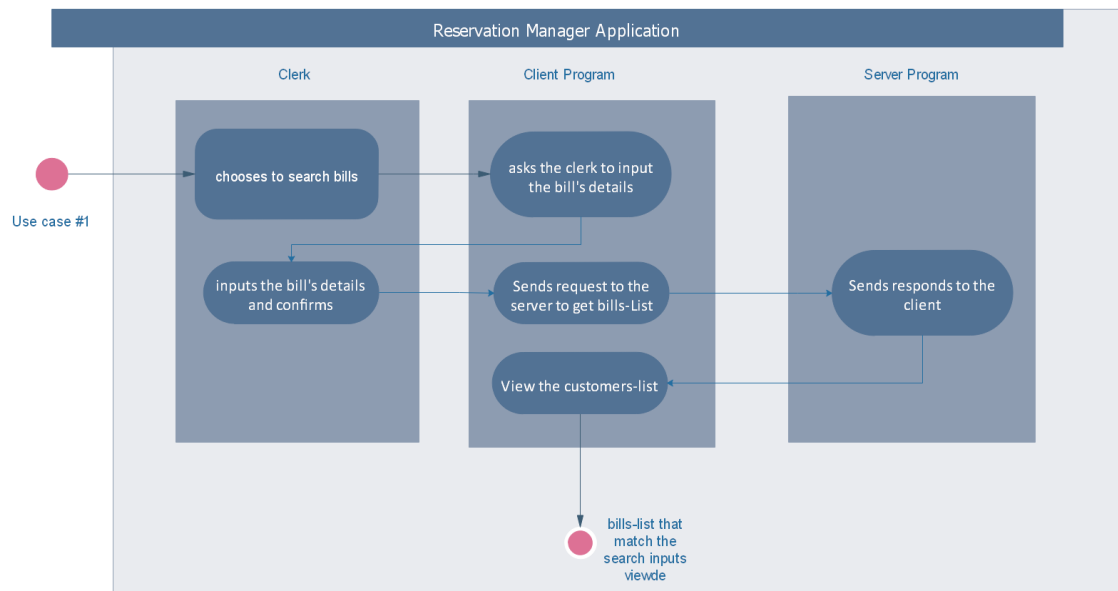 Reservation Manager Application
Clerk
Client Program
Server Program
chooses to search bills
asks the clerk to input
the bill's details
Use case #1
inputs the bill's details
and confirms
Sends request to the
server to get bills-List
Sends responds to the
client
View the customers-list
bills-list that
match the
search inputs
viewde